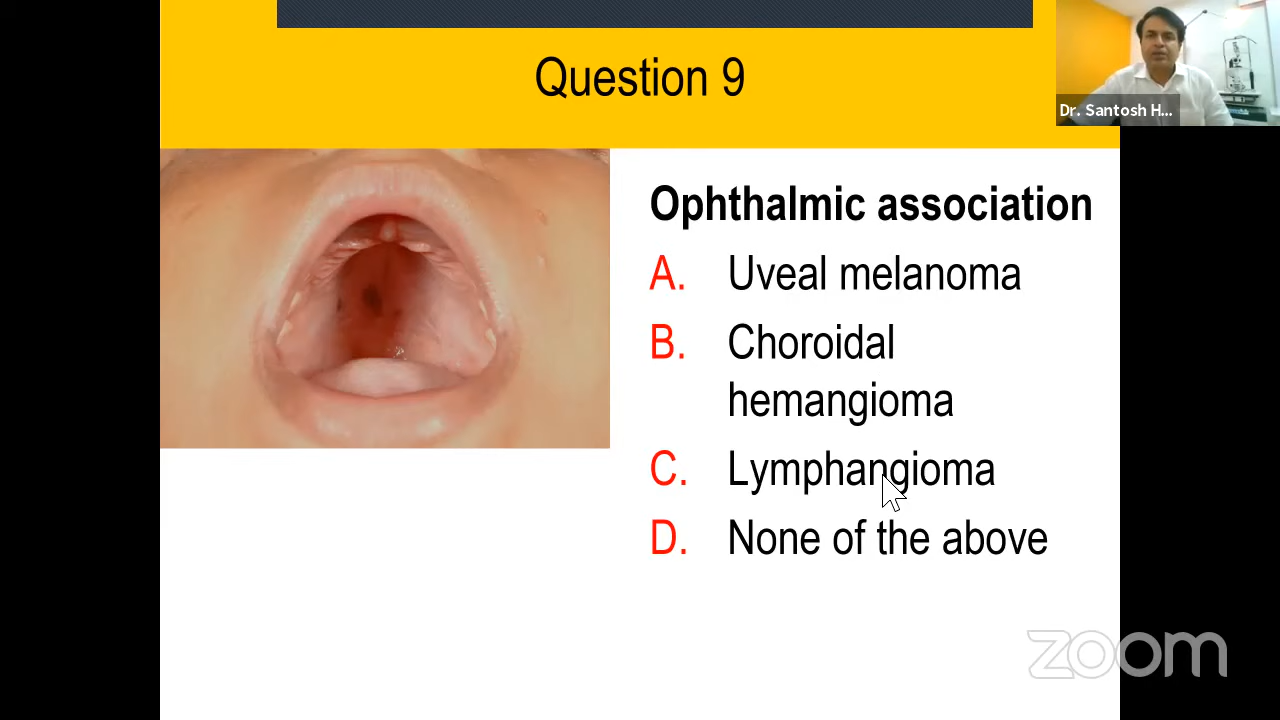 Question 9
Dr. Santosh H...
Ophthalmic association
A. Uveal melanoma
B. Choroidal
hemangioma
C. Lymphangioma
D. None of the above
zoom